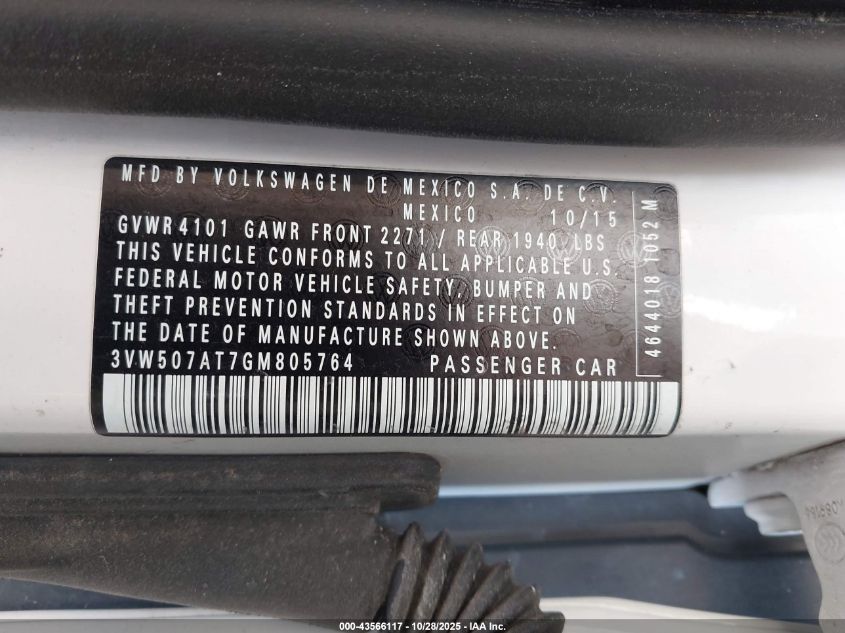 MFD BY VOLKSWAGEN DE MEXICO S.A. DE C.V.
MEXICO 10/15
GVWR 4101 GAWR FRONT 2271 / REAR 1940 LBS
THIS VEHICLE CONFORMS TO ALL APPLICABLE U.S.
FEDERAL MOTOR VEHICLE SAFETY, BUMPER AND
THEFT PREVENTION STANDARDS IN EFFECT ON
THE DATE OF MANUFACTURE SHOWN ABOVE.
3VW507AT7GM805764 PASSENGER CAR
4644018 1052 M
000-43566117 - 10/28/2025 - IAA Inc.